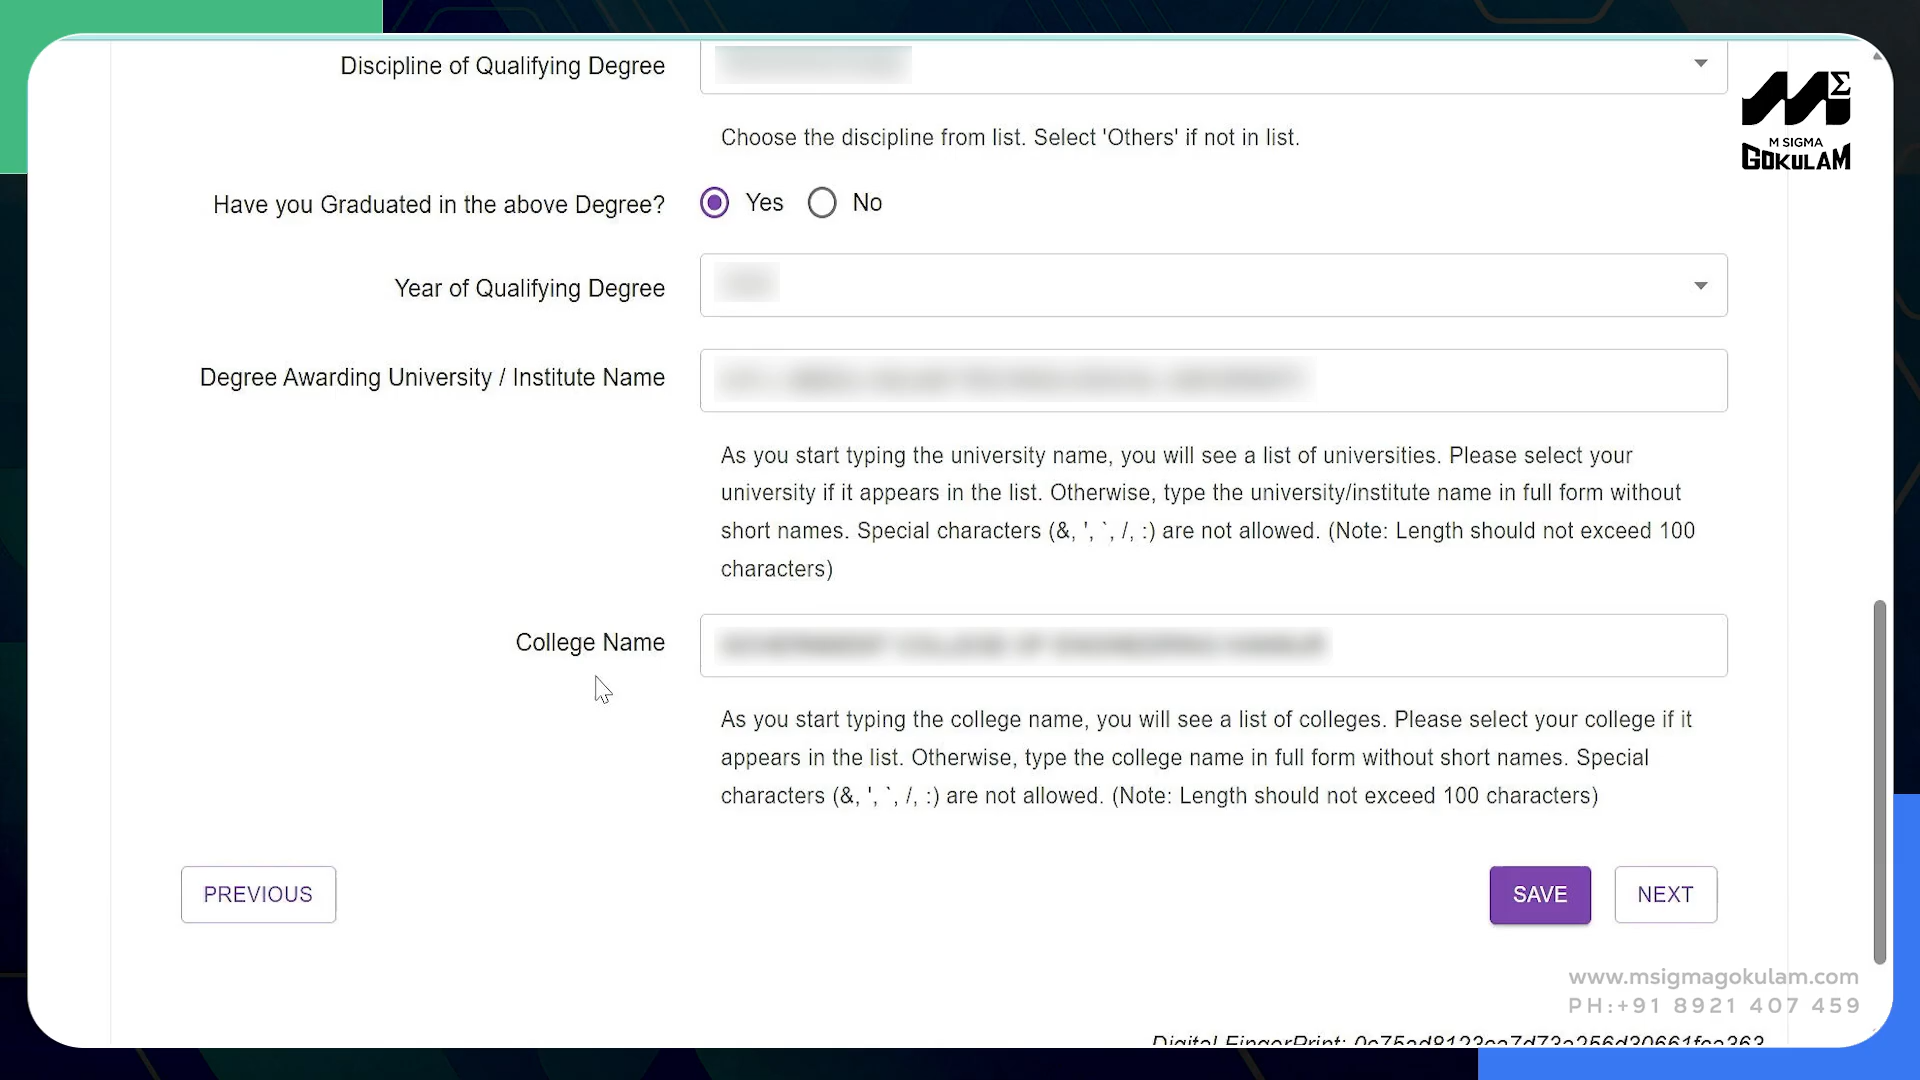 Discipline of Qualifying Degree
Choose the discipline from list. Select 'Others' if not in list.
M SIGMA
GOKULAM
Have you Graduated in the above Degree?
Yes
No
Year of Qualifying Degree
Degree Awarding University / Institute Name
As you start typing the university name, you will see a list of universities. Please select your
university if it appears in the list. Otherwise, type the university/institute name in full form without
short names. Special characters (&, ', `, /, :) are not allowed. (Note: Length should not exceed 100
characters)
College Name
As you start typing the college name, you will see a list of colleges. Please select your college if it
appears in the list. Otherwise, type the college name in full form without short names. Special
characters (&, ', `, /, :) are not allowed. (Note: Length should not exceed 100 characters)
PREVIOUS
SAVE
NEXT
www.msigmagokulam.com
PH:+91 8921 407 459
Digital FingerPrint: